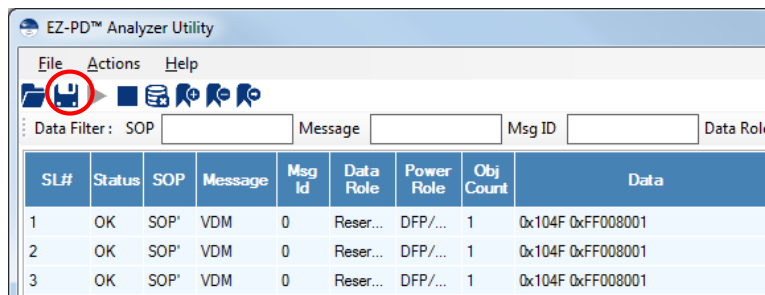 EZ-PD™ Analyzer Utility
File Actions Help
Data Filter : SOP Message Msg ID Data Role
SL# Status SOP Message Msg Id Data Role Power Role Obj Count Data
1 OK SOP' VDM 0 Reser... DFP/... 1 0x104F 0xFF008001
2 OK SOP' VDM 0 Reser... DFP/... 1 0x104F 0xFF008001
3 OK SOP' VDM 0 Reser... DFP/... 1 0x104F 0xFF008001